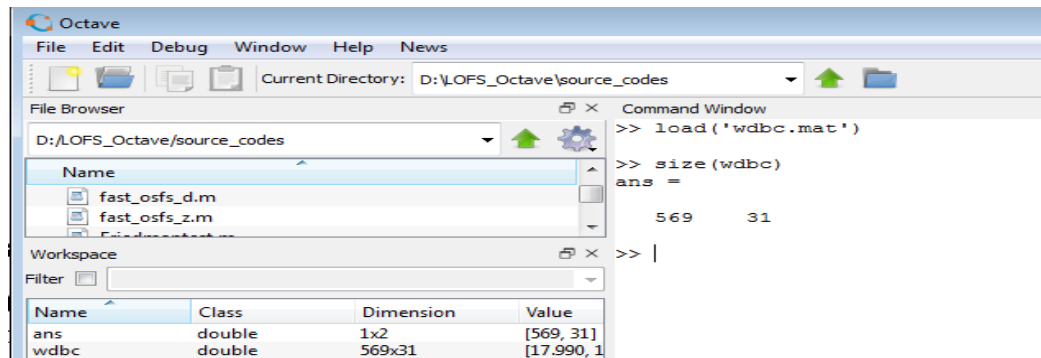 Octave
File Edit Debug Window Help News
Current Directory: D:\LOFS_Octave\source_codes
File Browser
D:/LOFS_Octave/source_codes
Name
fast_osfs_d.m
fast_osfs_z.m
Workspace
Filter
Name Class Dimension Value
ans double 1x2 [569, 31]
wdbc double 569x31 [17.990, 1
Command Window
>> load('wdbc.mat')
>> size(wdbc)
ans =
569 31
>>